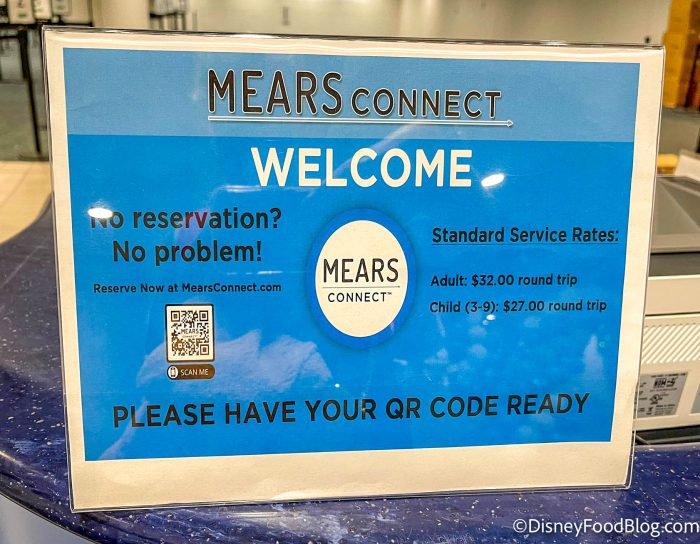 MEARS CONNECT
WELCOME
No reservation?
No problem!
Reserve Now at MearsConnect.com
MEARS
SCAN ME
MEARS
CONNECT™
Standard Service Rates:
Adult: $32.00 round trip
Child (3-9): $27.00 round trip
PLEASE HAVE YOUR QR CODE READY
©DisneyFoodBlog.com